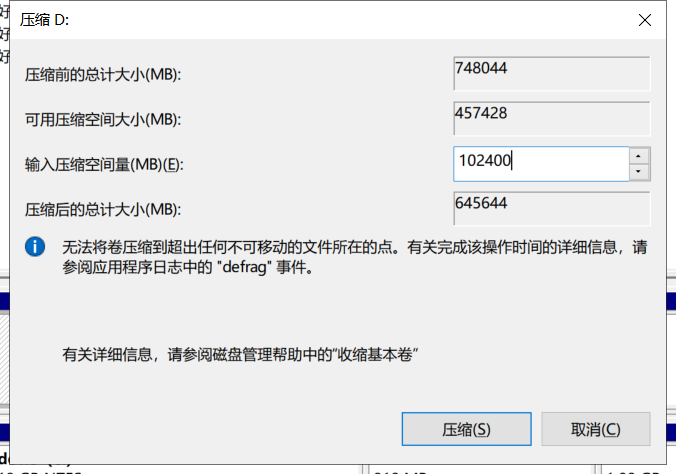 压缩 D:
压缩前的总计大小(MB): 748044
可用压缩空间大小(MB): 457428
输入压缩空间量(MB)(E): 102400
压缩后的总计大小(MB): 645644
无法将卷压缩到超出任何不可移动的文件所在的点。有关完成该操作时间的详细信息，请
参阅应用程序日志中的 "defrag" 事件。
有关详细信息，请参阅磁盘管理帮助中的"收缩基本卷"
压缩(S) 取消(C)